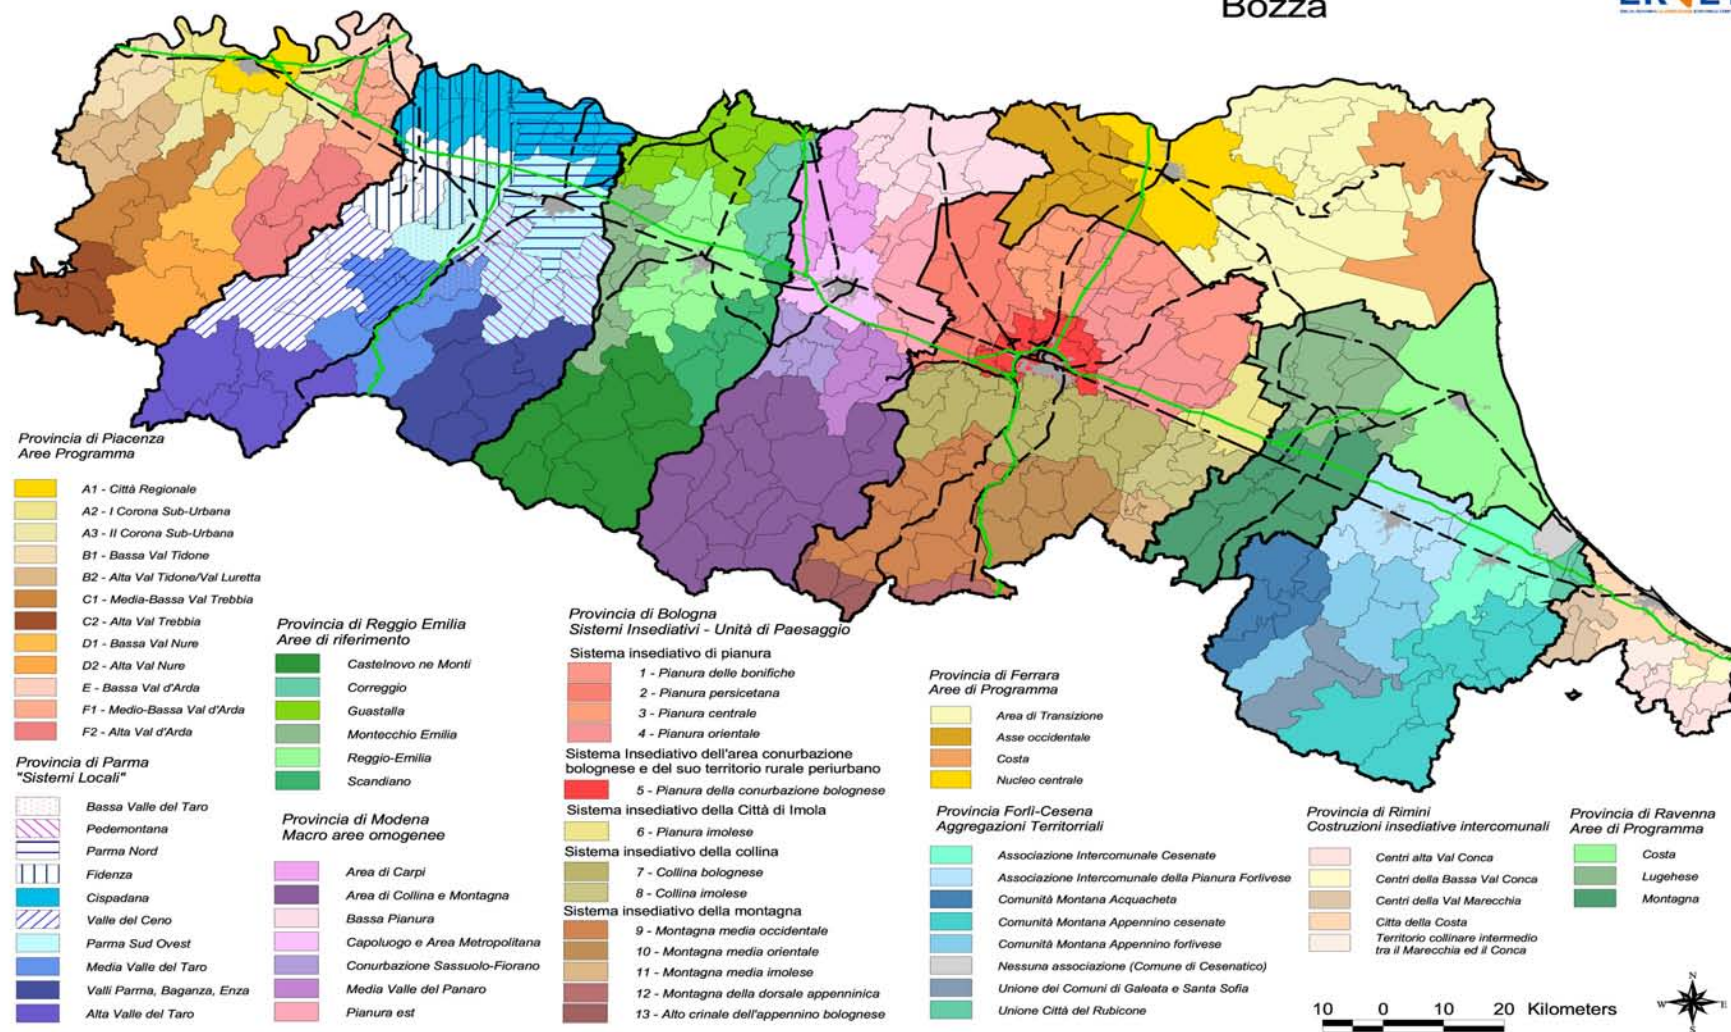 Bozza
Provincia di Piacenza
Aree Programma
A1 - Città Regionale
A2 - I Corona Sub-Urbana
A3 - II Corona Sub-Urbana
B1 - Bassa Val Tidone
B2 - Alta Val Tidone/Val Luretta
C1 - Media-Bassa Val Trebbia
C2 - Alta Val Trebbia
D1 - Bassa Val Nure
D2 - Alta Val Nure
E - Bassa Val d'Arda
F1 - Medio-Bassa Val d'Arda
F2 - Alta Val d'Arda
Provincia di Parma
"Sistemi Locali"
Bassa Valle del Taro
Pedemontana
Parma Nord
Fidenza
Cispadana
Valle del Ceno
Parma Sud Ovest
Media Valle del Taro
Valli Parma, Baganza, Enza
Alta Valle del Taro
Provincia di Reggio Emilia
Aree di riferimento
Castelnovo ne Monti
Correggio
Guastalla
Montecchio Emilia
Reggio-Emilia
Scandiano
Provincia di Modena
Macro aree omogenee
Area di Carpi
Area di Collina e Montagna
Bassa Pianura
Capoluogo e Area Metropolitana
Conurbazione Sassuolo-Fiorano
Media Valle del Panaro
Pianura est
Provincia di Bologna
Sistemi Insediativi - Unità di Paesaggio
Sistema insediativo di pianura
1 - Pianura delle bonifiche
2 - Pianura persicetana
3 - Pianura centrale
4 - Pianura orientale
Sistema Insediativo dell'area conurbazione
bolognese e del suo territorio rurale periurbano
5 - Pianura della conurbazione bolognese
Sistema insediativo della Città di Imola
6 - Pianura imolese
Sistema insediativo della collina
7 - Collina bolognese
8 - Collina imolese
Sistema insediativo della montagna
9 - Montagna media occidentale
10 - Montagna media orientale
11 - Montagna media imolese
12 - Montagna della dorsale appenninica
13 - Alto crinale dell'appennino bolognese
Provincia di Ferrara
Aree di Programma
Area di Transizione
Asse occidentale
Costa
Nucleo centrale
Provincia Forlì-Cesena
Aggregazioni Territorriali
Associazione Intercomunale Cesenate
Associazione Intercomunale della Pianura Forlivese
Comunità Montana Acquacheta
Comunità Montana Appennino cesenate
Comunità Montana Appennino forlivese
Nessuna associazione (Comune di Cesenatico)
Unione dei Comuni di Galeata e Santa Sofia
Unione Città del Rubicone
Provincia di Rimini
Costruzioni insediative intercomunali
Centri alta Val Conca
Centri della Bassa Val Conca
Centri della Val Marecchia
Citta della Costa
Territorio collinare intermedio
tra il Marecchia ed il Conca
Provincia di Ravenna
Aree di Programma
Costa
Lughehese
Montagna
10 0 10 20 Kilometers
N
W E
S